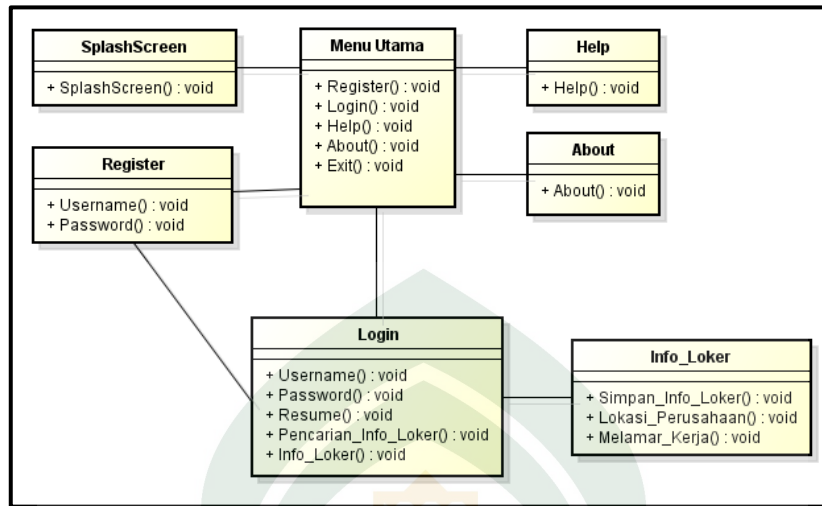 SplashScreen
+ SplashScreen() : void
Menu Utama
+ Register() : void
+ Login() : void
+ Help() : void
+ About() : void
+ Exit() : void
Help
+ Help() : void
About
+ About() : void
Register
+ Username() : void
+ Password() : void
Login
+ Username() : void
+ Password() : void
+ Resume() : void
+ Pencarian_Info_Loker() : void
+ Info_Loker() : void
Info_Loker
+ Simpan_Info_Loker() : void
+ Lokasi_Perusahaan() : void
+ Melamar_Kerja() : void